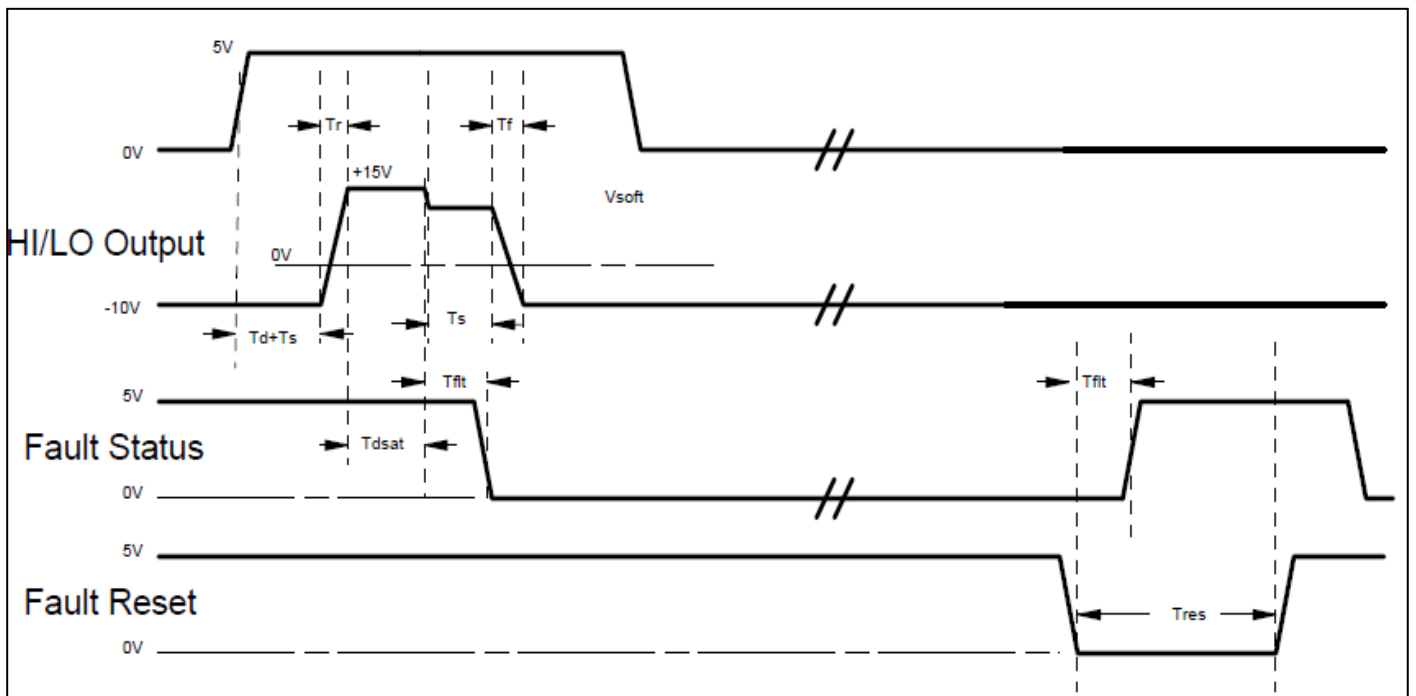 5V
Tr
Tf
0V
+15V
Vsoft
HI/LO Output
0V
-10V
Td+Ts
Ts
Tflt
Tflt
5V
Fault Status
Tdsat
0V
5V
Fault Reset
Tres
0V